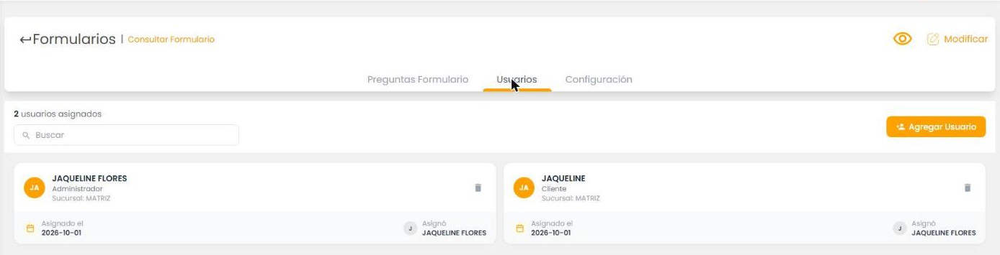 Formularios | Consultar Formulario
Modificar
Preguntas Formulario Usuarios Configuración
2 usuarios asignados
Buscar
Agregar Usuario
JA
JAQUELINE FLORES
Administrador
Sucursal: MATRIZ
Asignado el
2026-10-01
J
Asignó
JAQUELINE FLORES
JA
JAQUELINE
Cliente
Sucursal: MATRIZ
Asignado el
2026-10-01
J
Asignó
JAQUELINE FLORES